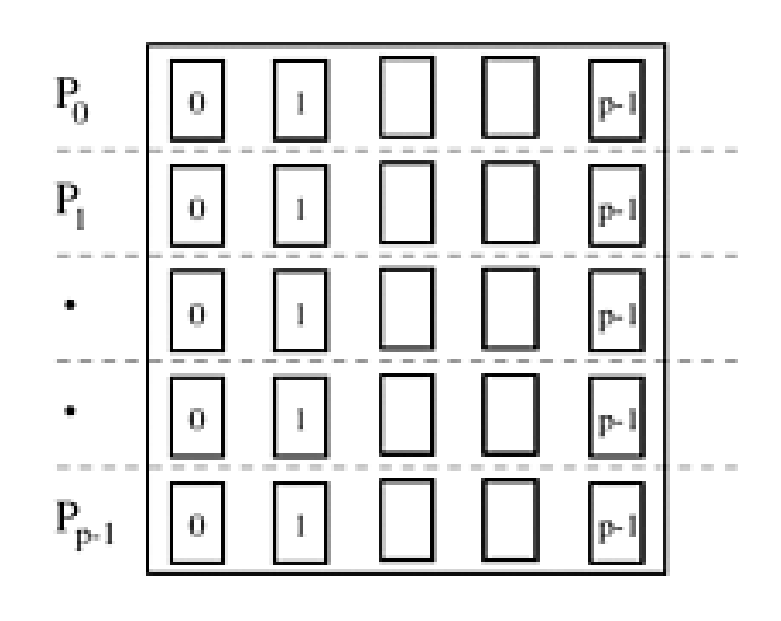 P0 0 1 p-1
P1 0 1 p-1
• 0 1 p-1
• 0 1 p-1
Pp-1 0 1 p-1